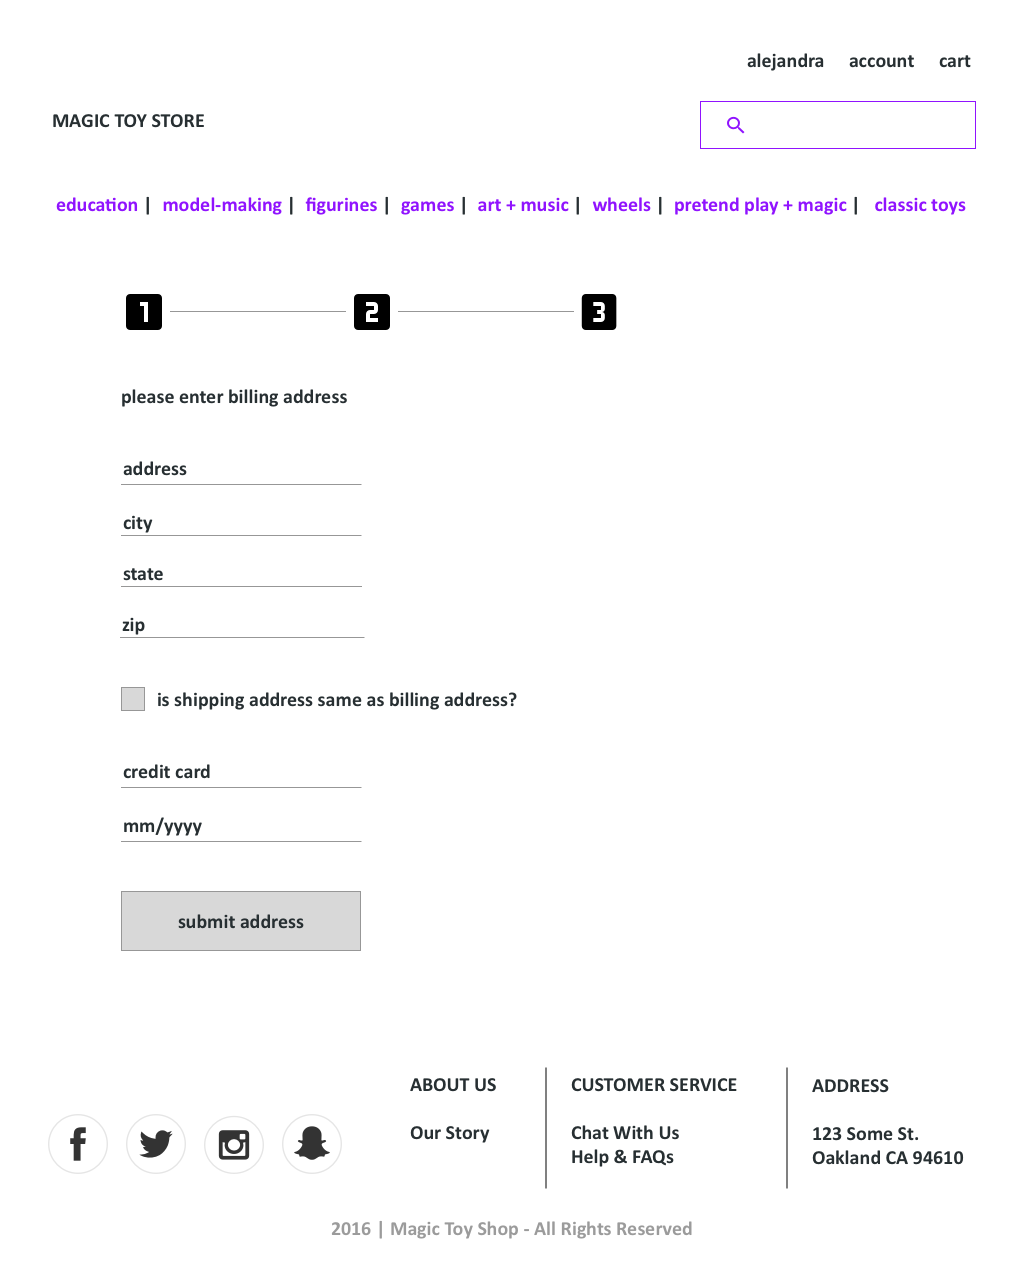 alejandra account cart
MAGIC TOY STORE
education | model-making | figurines | games | art + music | wheels | pretend play + magic | classic toys
1 2 3
please enter billing address
address
city
state
zip
is shipping address same as billing address?
credit card
mm/yyyy
submit address
ABOUT US
Our Story
CUSTOMER SERVICE
Chat With Us
Help & FAQs
ADDRESS
123 Some St.
Oakland CA 94610
2016 | Magic Toy Shop - All Rights Reserved